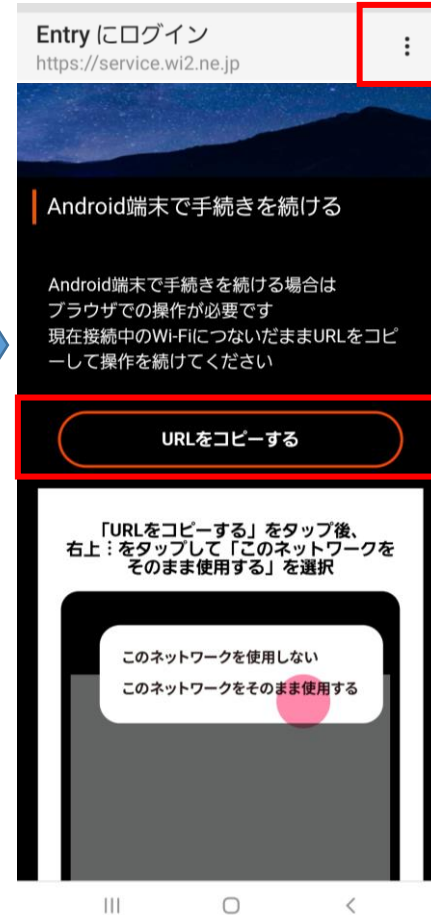 Entry にログイン
https://service.wi2.ne.jp
Android端末で手続きを続ける
Android端末で手続きを続ける場合は
ブラウザでの操作が必要です
現在接続中のWi-FiにつないだままURLをコピ
ーして操作を続けてください
URLをコピーする
「URLをコピーする」をタップ後、
右上⋮をタップして「このネットワークを
そのまま使用する」を選択
このネットワークを使用しない
このネットワークをそのまま使用する